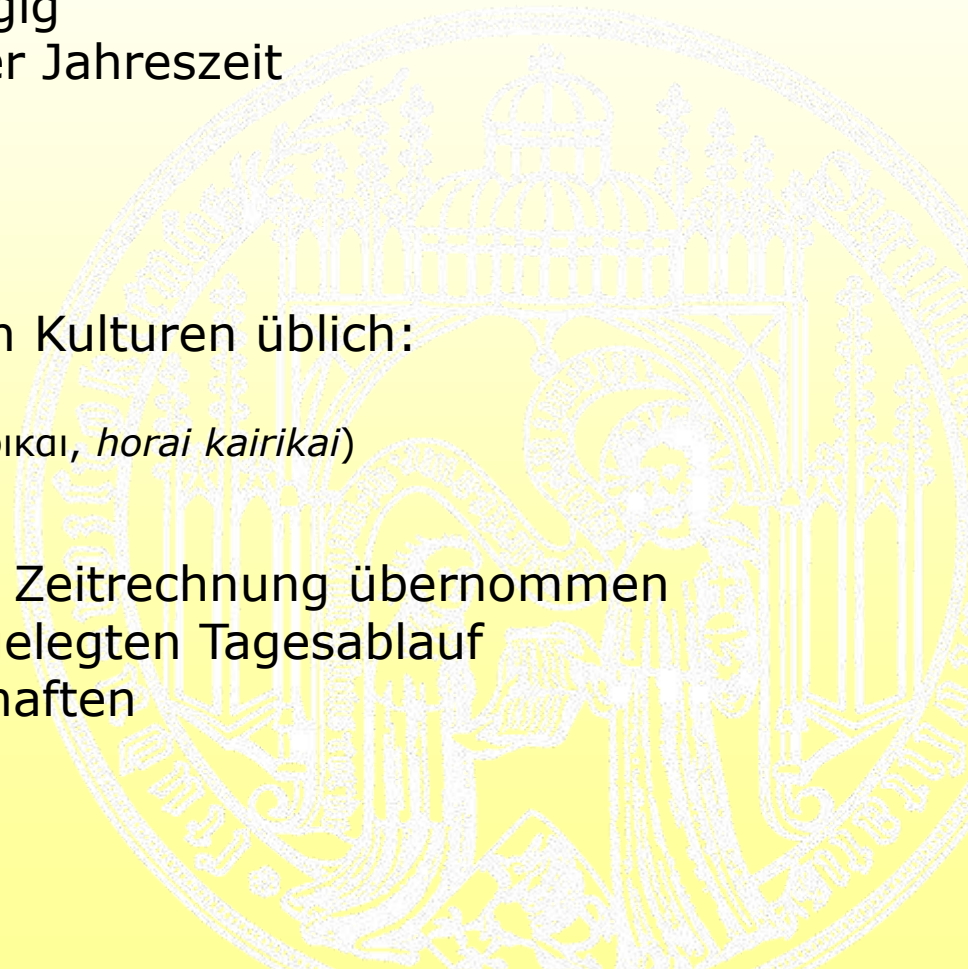 gig
er Jahreszeit
n Kulturen üblich:
ικαι, horai kairikai)
Zeitrechnung übernommen
elegten Tagesablauf
haften